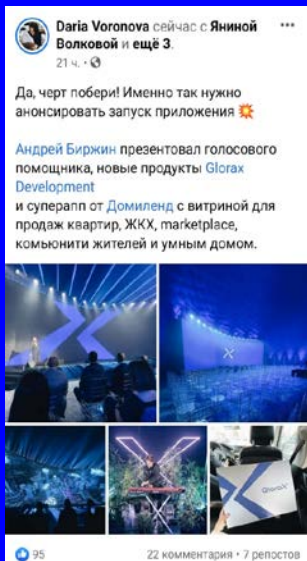 Daria Voronova сейчас с Яниной
Волковой и ещё 3.
21 ч. ·
Да, черт побери! Именно так нужно
анонсировать запуск приложения 💥
Андрей Биржин презентовал голосового
помощника, новые продукты Glorax
Development
и суперапп от Домиленд с витриной для
продаж квартир, ЖКХ, marketplace,
комьюнити жителей и умным домом.
GloraX
95
22 комментария • 7 репостов